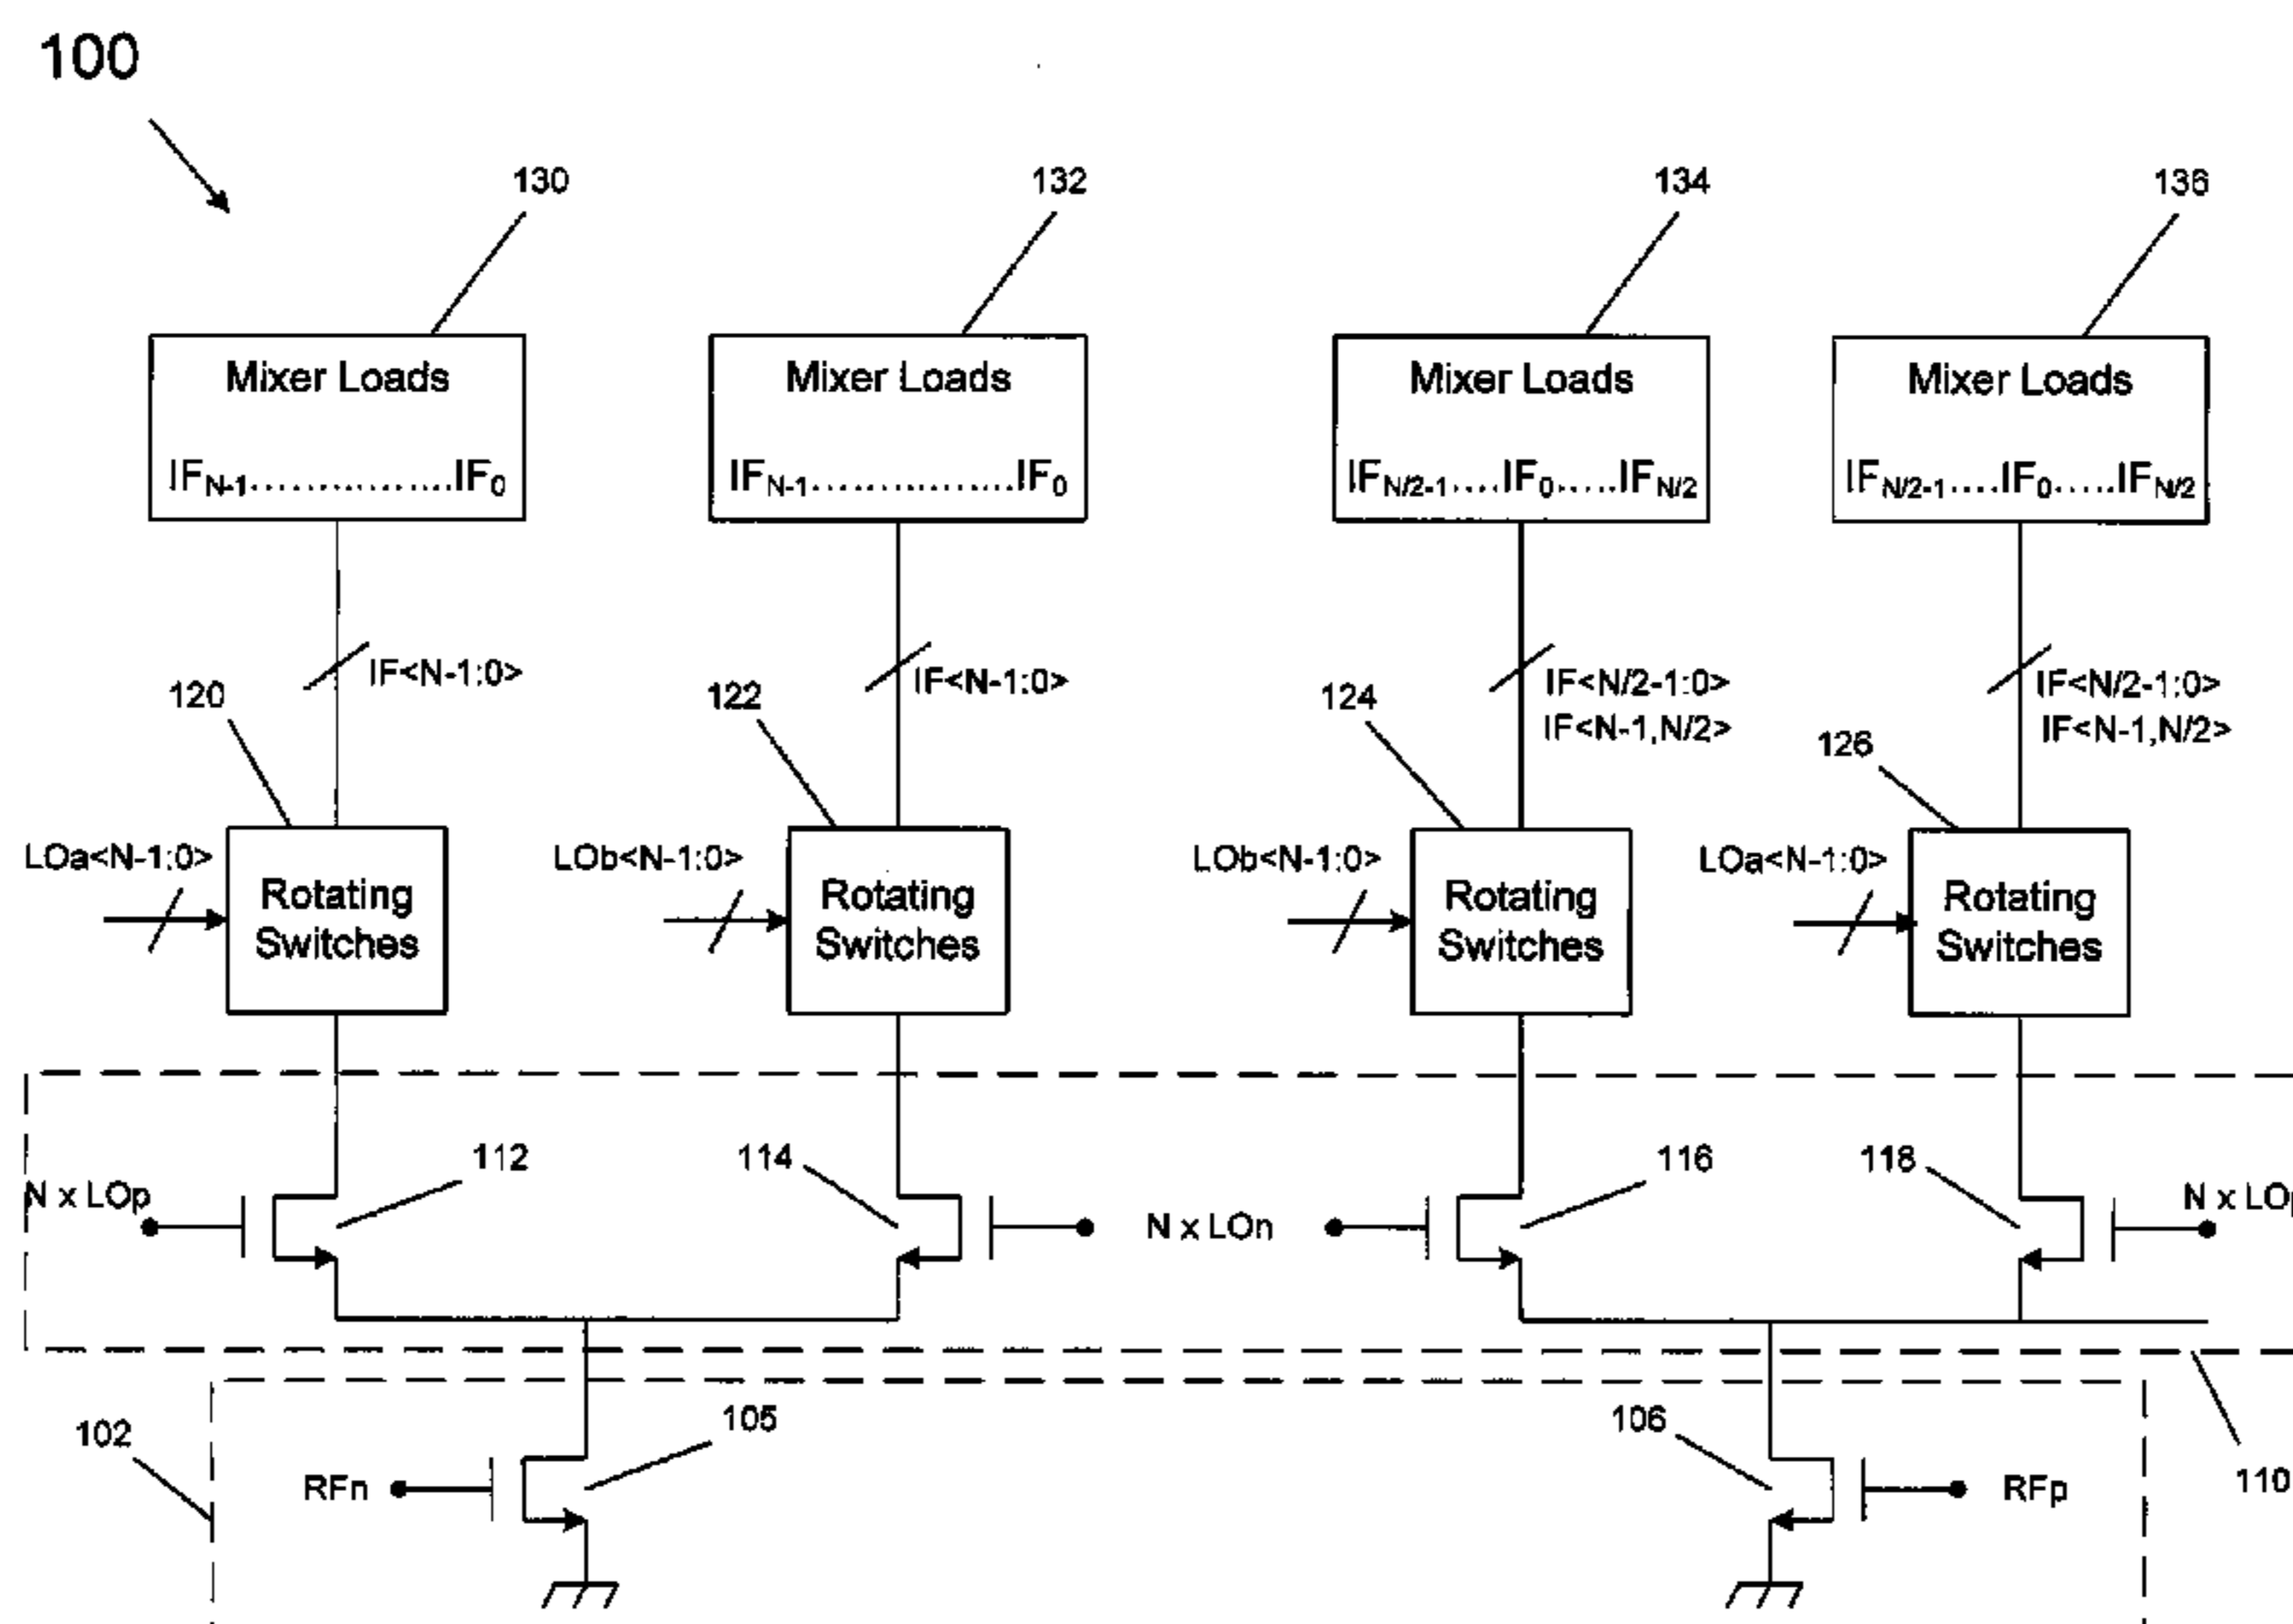 100
130
132
134
136
Mixer Loads
IFN-1................IF0
Mixer Loads
IFN-1................IF0
Mixer Loads
IFN/2-1....IF0.....IFN/2
Mixer Loads
IFN/2-1....IF0.....IFN/2
120
IF<N-1:0>
122
IF<N-1:0>
124
IF<N/2-1:0>
IF<N-1,N/2>
126
IF<N/2-1:0>
IF<N-1,N/2>
LOa<N-1:0>
Rotating
Switches
LOb<N-1:0>
Rotating
Switches
LOb<N-1:0>
Rotating
Switches
LOa<N-1:0>
Rotating
Switches
N x LOp
112
114
N x LOn
116
118
N x LOp
102
RFn
105
106
RFp
110